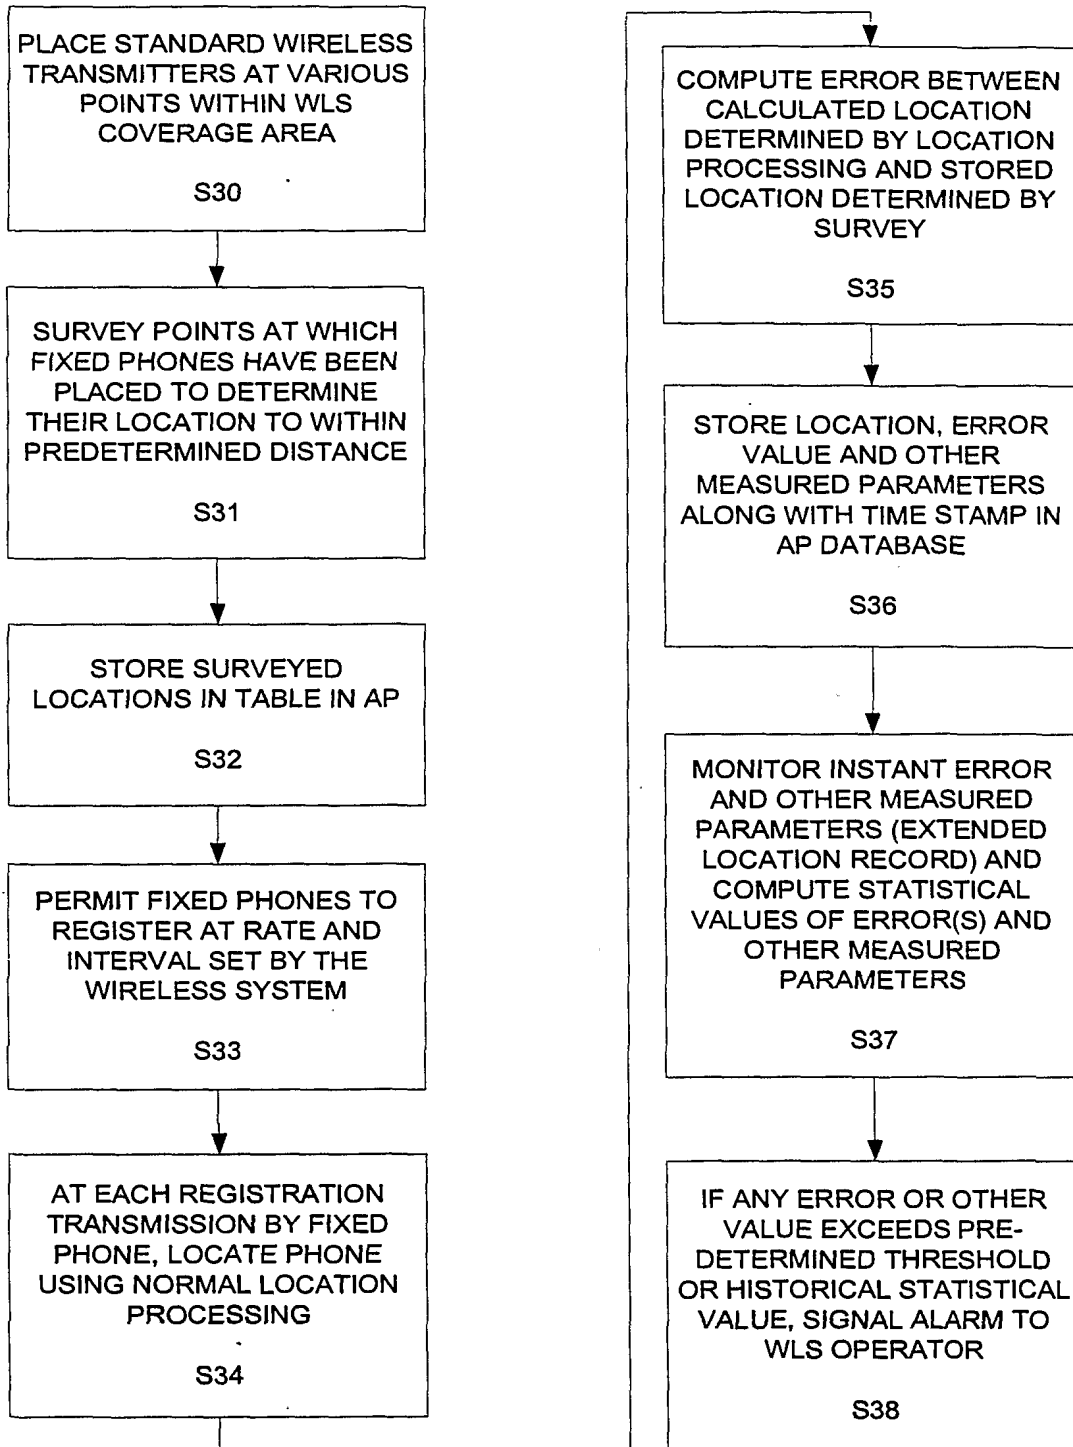 PLACE STANDARD WIRELESS
TRANSMITTERS AT VARIOUS
POINTS WITHIN WLS
COVERAGE AREA
S30
SURVEY POINTS AT WHICH
FIXED PHONES HAVE BEEN
PLACED TO DETERMINE
THEIR LOCATION TO WITHIN
PREDETERMINED DISTANCE
S31
STORE SURVEYED
LOCATIONS IN TABLE IN AP
S32
PERMIT FIXED PHONES TO
REGISTER AT RATE AND
INTERVAL SET BY THE
WIRELESS SYSTEM
S33
AT EACH REGISTRATION
TRANSMISSION BY FIXED
PHONE, LOCATE PHONE
USING NORMAL LOCATION
PROCESSING
S34
COMPUTE ERROR BETWEEN
CALCULATED LOCATION
DETERMINED BY LOCATION
PROCESSING AND STORED
LOCATION DETERMINED BY
SURVEY
S35
STORE LOCATION, ERROR
VALUE AND OTHER
MEASURED PARAMETERS
ALONG WITH TIME STAMP IN
AP DATABASE
S36
MONITOR INSTANT ERROR
AND OTHER MEASURED
PARAMETERS (EXTENDED
LOCATION RECORD) AND
COMPUTE STATISTICAL
VALUES OF ERROR(S) AND
OTHER MEASURED
PARAMETERS
S37
IF ANY ERROR OR OTHER
VALUE EXCEEDS PRE-
DETERMINED THRESHOLD
OR HISTORICAL STATISTICAL
VALUE, SIGNAL ALARM TO
WLS OPERATOR
S38